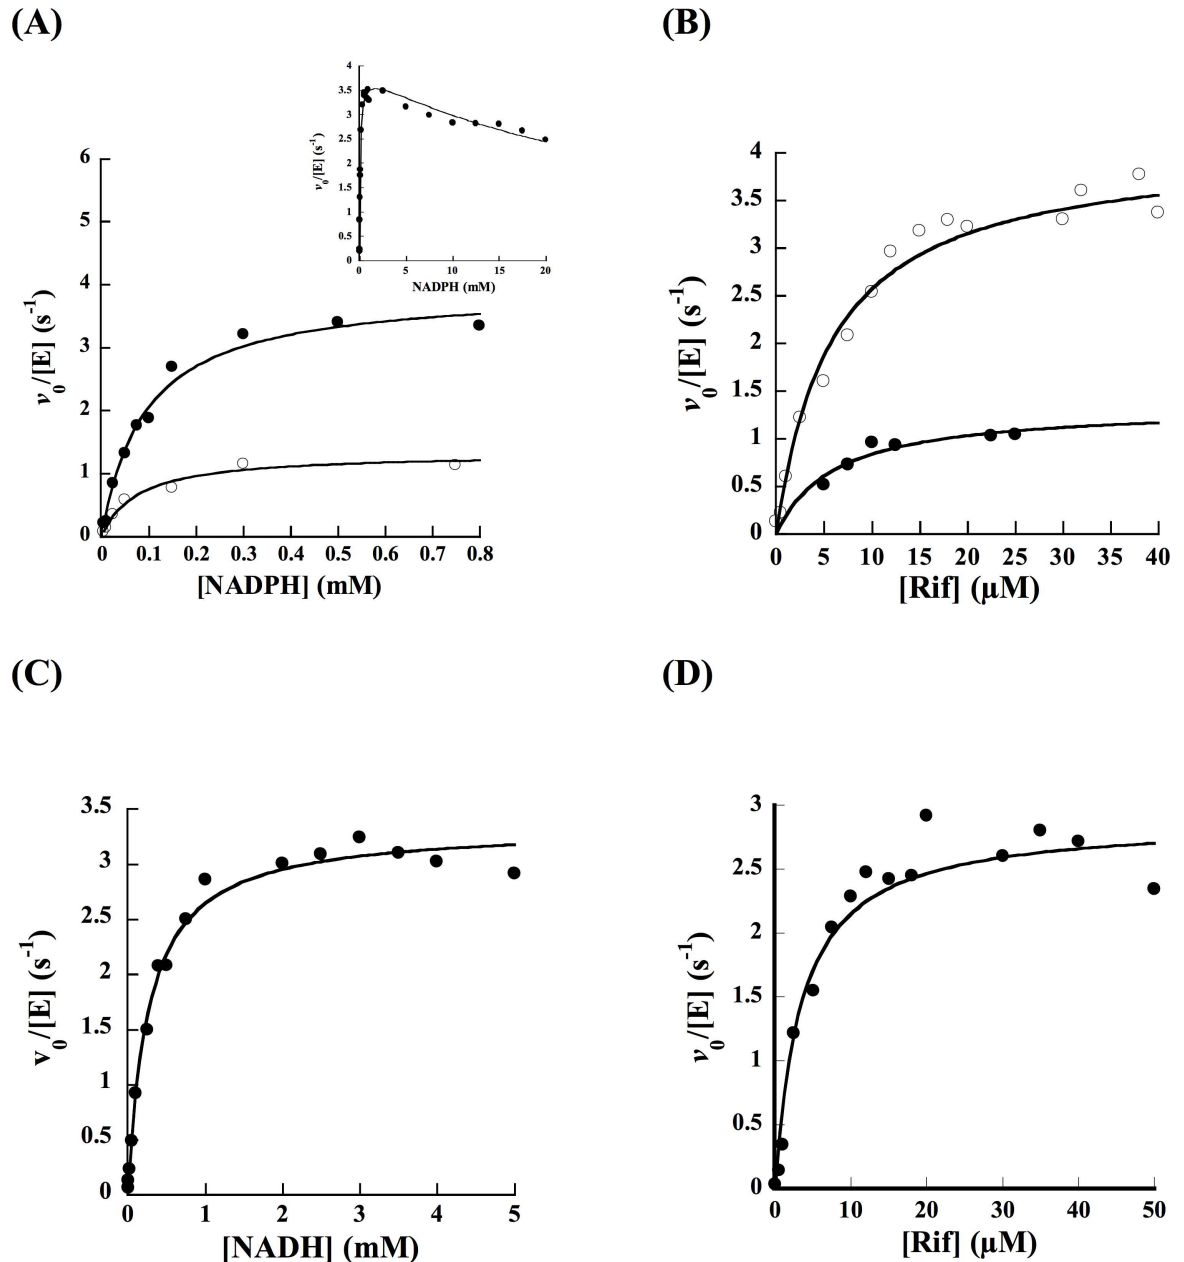 (A)
4
3.5
3
2.5
2
1.5
1
0.5
0
v0/[E] (s-1)
0 5 10 15 20
NADPH (mM)
6
5
4
3
2
1
0
v0/[E] (s-1)
0 0.1 0.2 0.3 0.4 0.5 0.6 0.7 0.8
[NADPH] (mM)
(B)
4
3.5
3
2.5
2
1.5
1
0.5
0
v0/[E] (s-1)
0 5 10 15 20 25 30 35 40
[Rif] (µM)
(C)
3.5
3
2.5
2
1.5
1
0.5
0
v0/[E] (s-1)
0 1 2 3 4 5
[NADH] (mM)
(D)
3
2.5
2
1.5
1
0.5
0
v0/[E] (s-1)
0 10 20 30 40 50
[Rif] (µM)